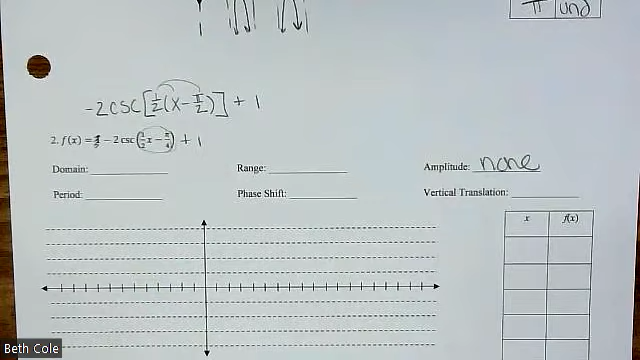 π und
-2csc[½(x-π/2)] + 1
2. f(x) = - 2 csc(½x - π/4) + 1
Domain: Range: Amplitude: none
Period: Phase Shift: Vertical Translation:
x f(x)
Beth Cole